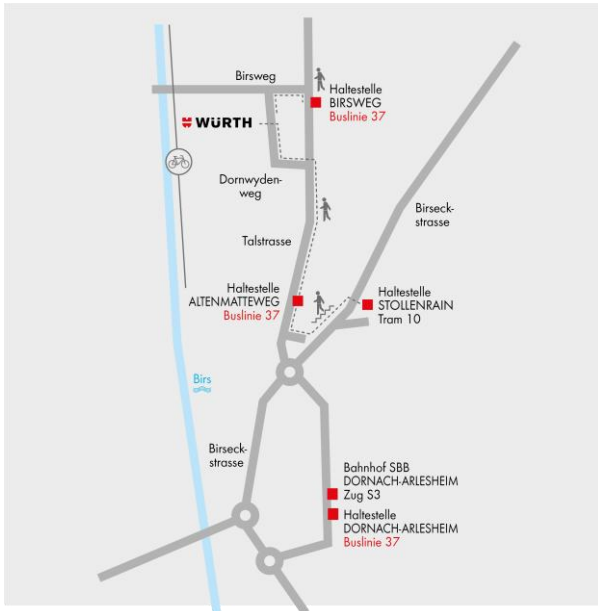 Birsweg
Haltestelle
BIRSWEG
Buslinie 37
WÜRTH
Dornwyden-
weg
Birseck-
strasse
Talstrasse
Haltestelle
ALTENMATTEWEG
Buslinie 37
Haltestelle
STOLLENRAIN
Tram 10
Birs
Birseck-
strasse
Bahnhof SBB
DORNACH-ARLESHEIM
Zug S3
Haltestelle
DORNACH-ARLESHEIM
Buslinie 37